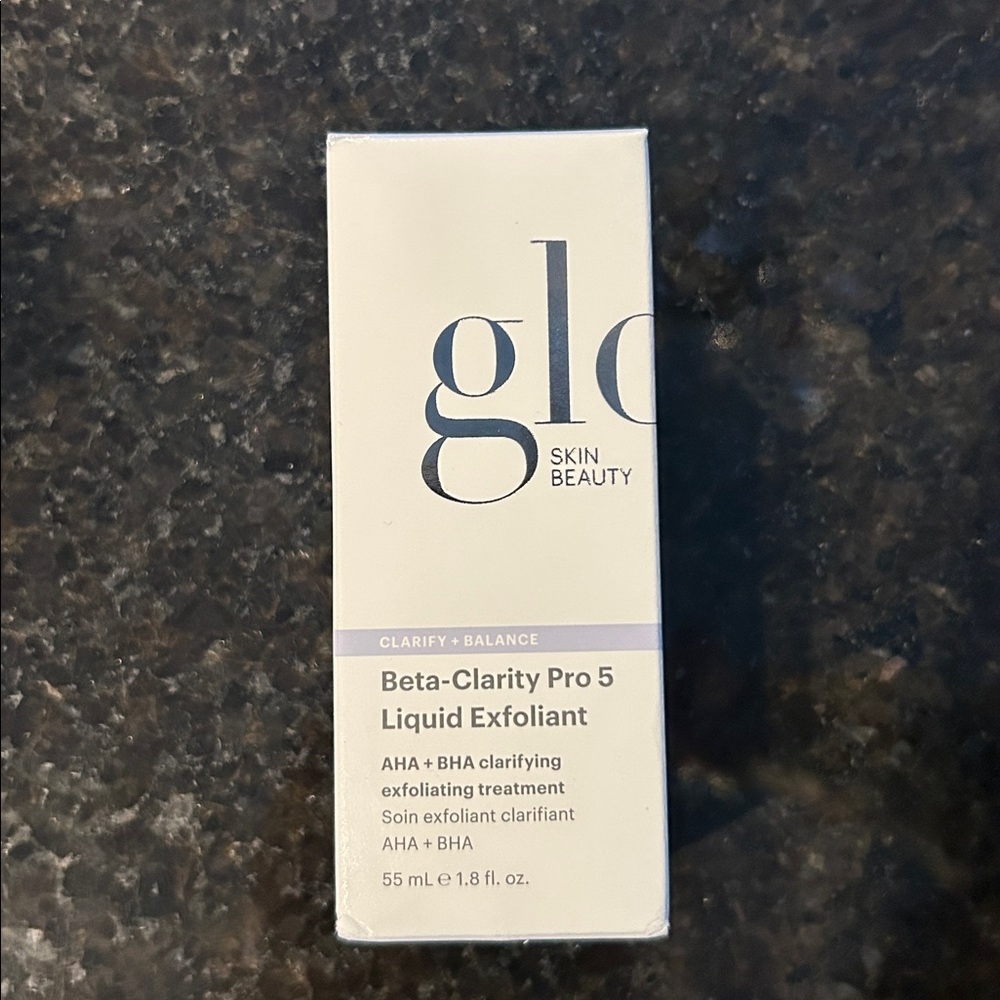 glo
SKIN
BEAUTY
CLARIFY + BALANCE
Beta-Clarity Pro 5
Liquid Exfoliant
AHA + BHA clarifying
exfoliating treatment
Soin exfoliant clarifiant
AHA + BHA
55 mL ℮ 1.8 fl. oz.